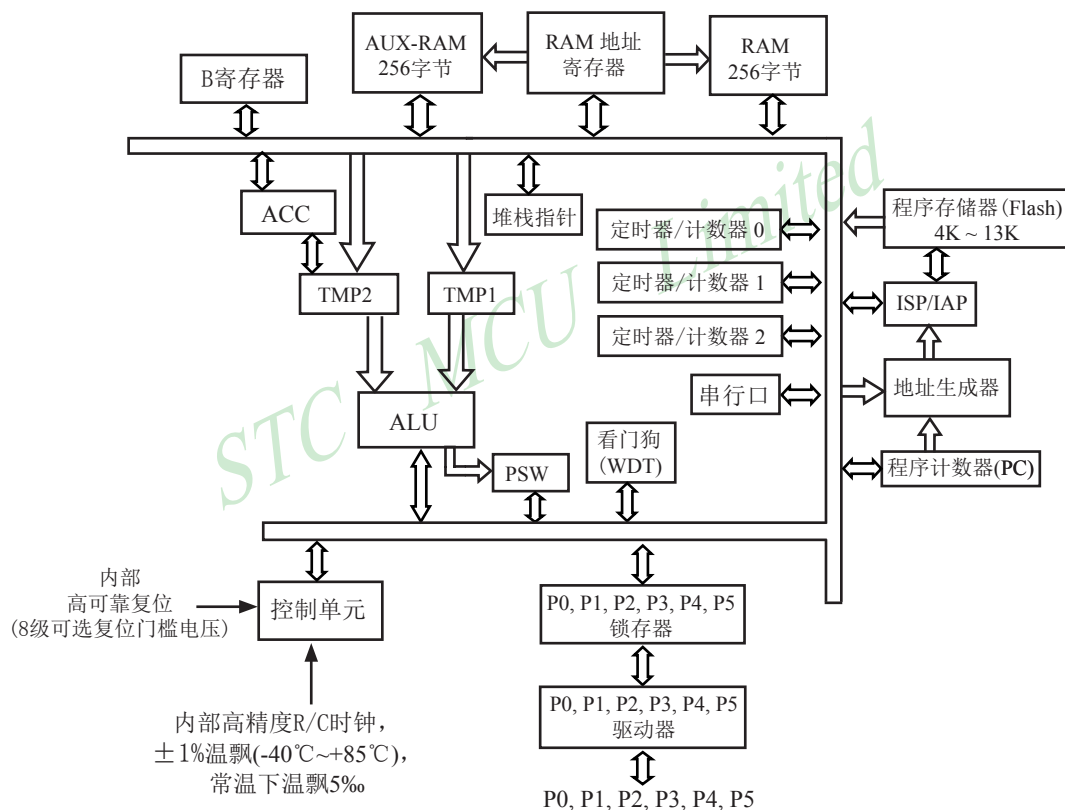 AUX-RAM
256字节
RAM 地址
寄存器
RAM
256字节
B寄存器
ACC
堆栈指针
定时器/计数器 0
程序存储器(Flash)
4K ~ 13K
TMP2
TMP1
定时器/计数器 1
ISP/IAP
定时器/计数器 2
串行口
地址生成器
ALU
看门狗
(WDT)
PSW
程序计数器(PC)
STC MCU Limited
内部
高可靠复位
(8级可选复位门槛电压)
控制单元
P0, P1, P2, P3, P4, P5
锁存器
内部高精度R/C时钟,
±1%温飘(-40℃~+85℃),
常温下温飘5‰
P0, P1, P2, P3, P4, P5
驱动器
P0, P1, P2, P3, P4, P5